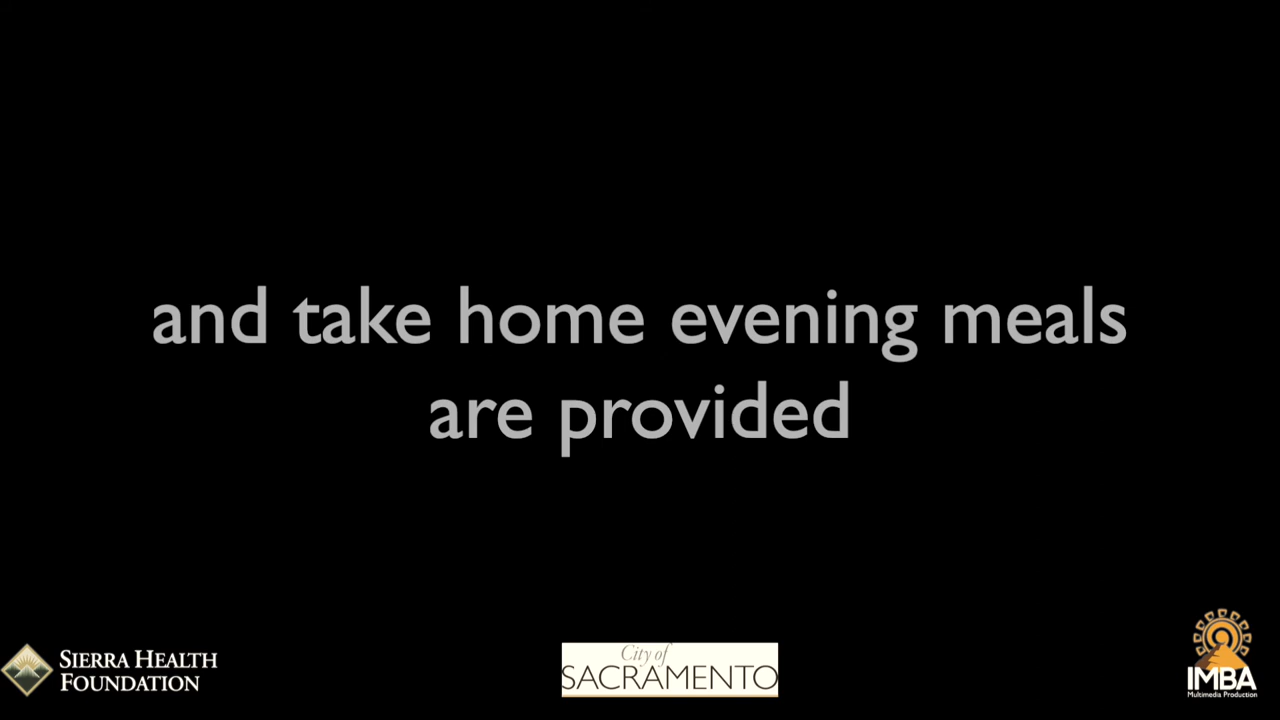 and take home evening meals
are provided
SIERRA HEALTH
FOUNDATION
City of
SACRAMENTO
IMBA
Multimedia Production